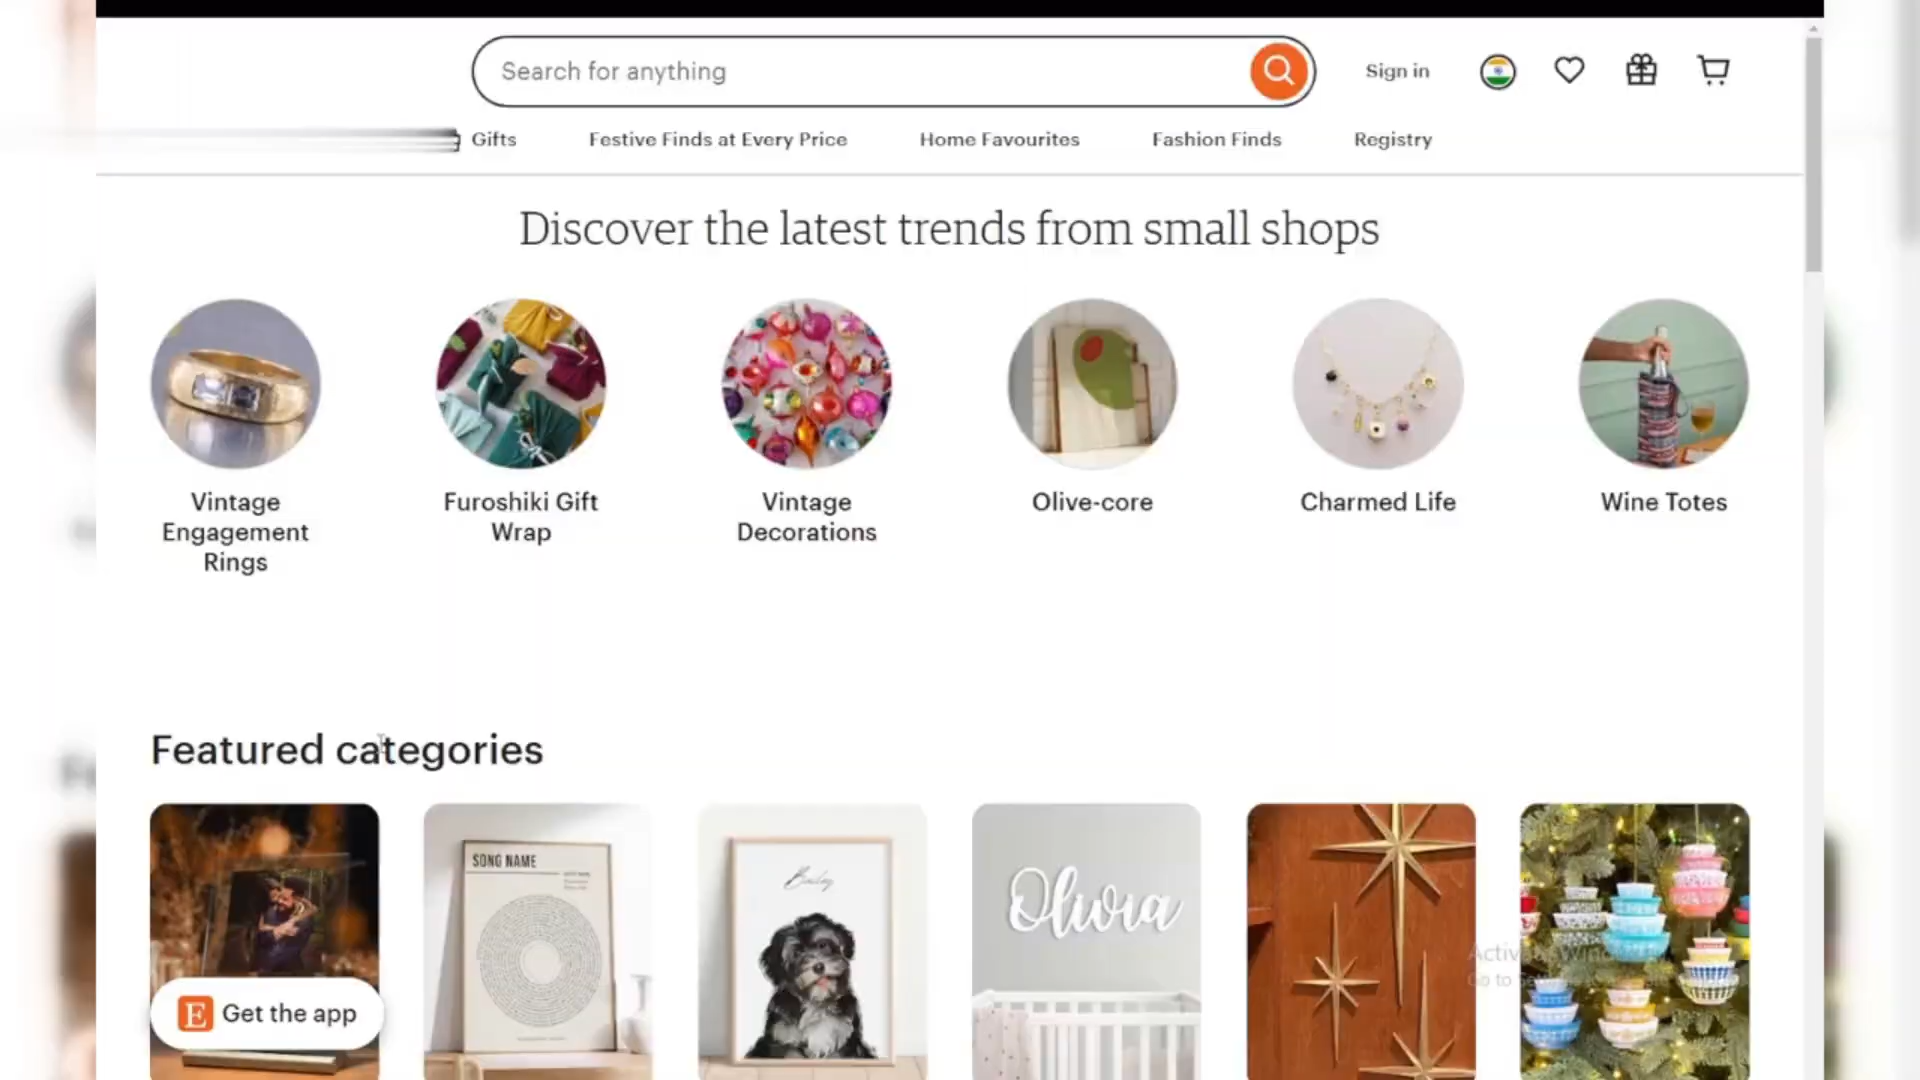 Search for anything
Sign in
Gifts
Festive Finds at Every Price
Home Favourites
Fashion Finds
Registry
Discover the latest trends from small shops
Vintage
Engagement
Rings
Furoshiki Gift
Wrap
Vintage
Decorations
Olive-core
Charmed Life
Wine Totes
Featured categories
SONG NAME
Bailey
Olivia
E Get the app